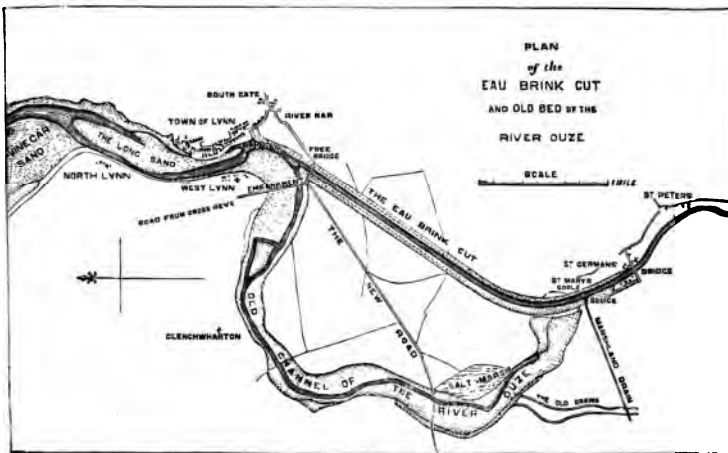 PLAN
of the
EAU BRINK CUT
AND OLD BED OF THE
RIVER OUZE
SCALE
1 MILE
SOUTH GATE
RIVER NAR
TOWN OF LYNN
FREE
BRIDGE
THE LONG SAND
SAND
NORTH LYNN
WEST LYNN
EMBANKMENT
ROAD FROM CROSS KEYS
THE EAU BRINK CUT
ST PETERS
ST GERMANS
BRIDGE
ST MARYS
SLUICE
MARSHLAND DRAIN
THE NEW ROAD
CLENCHWHARTON
OLD CHANNEL OF THE RIVER OUZE
SALT MARSH
THE OLD DRAINS